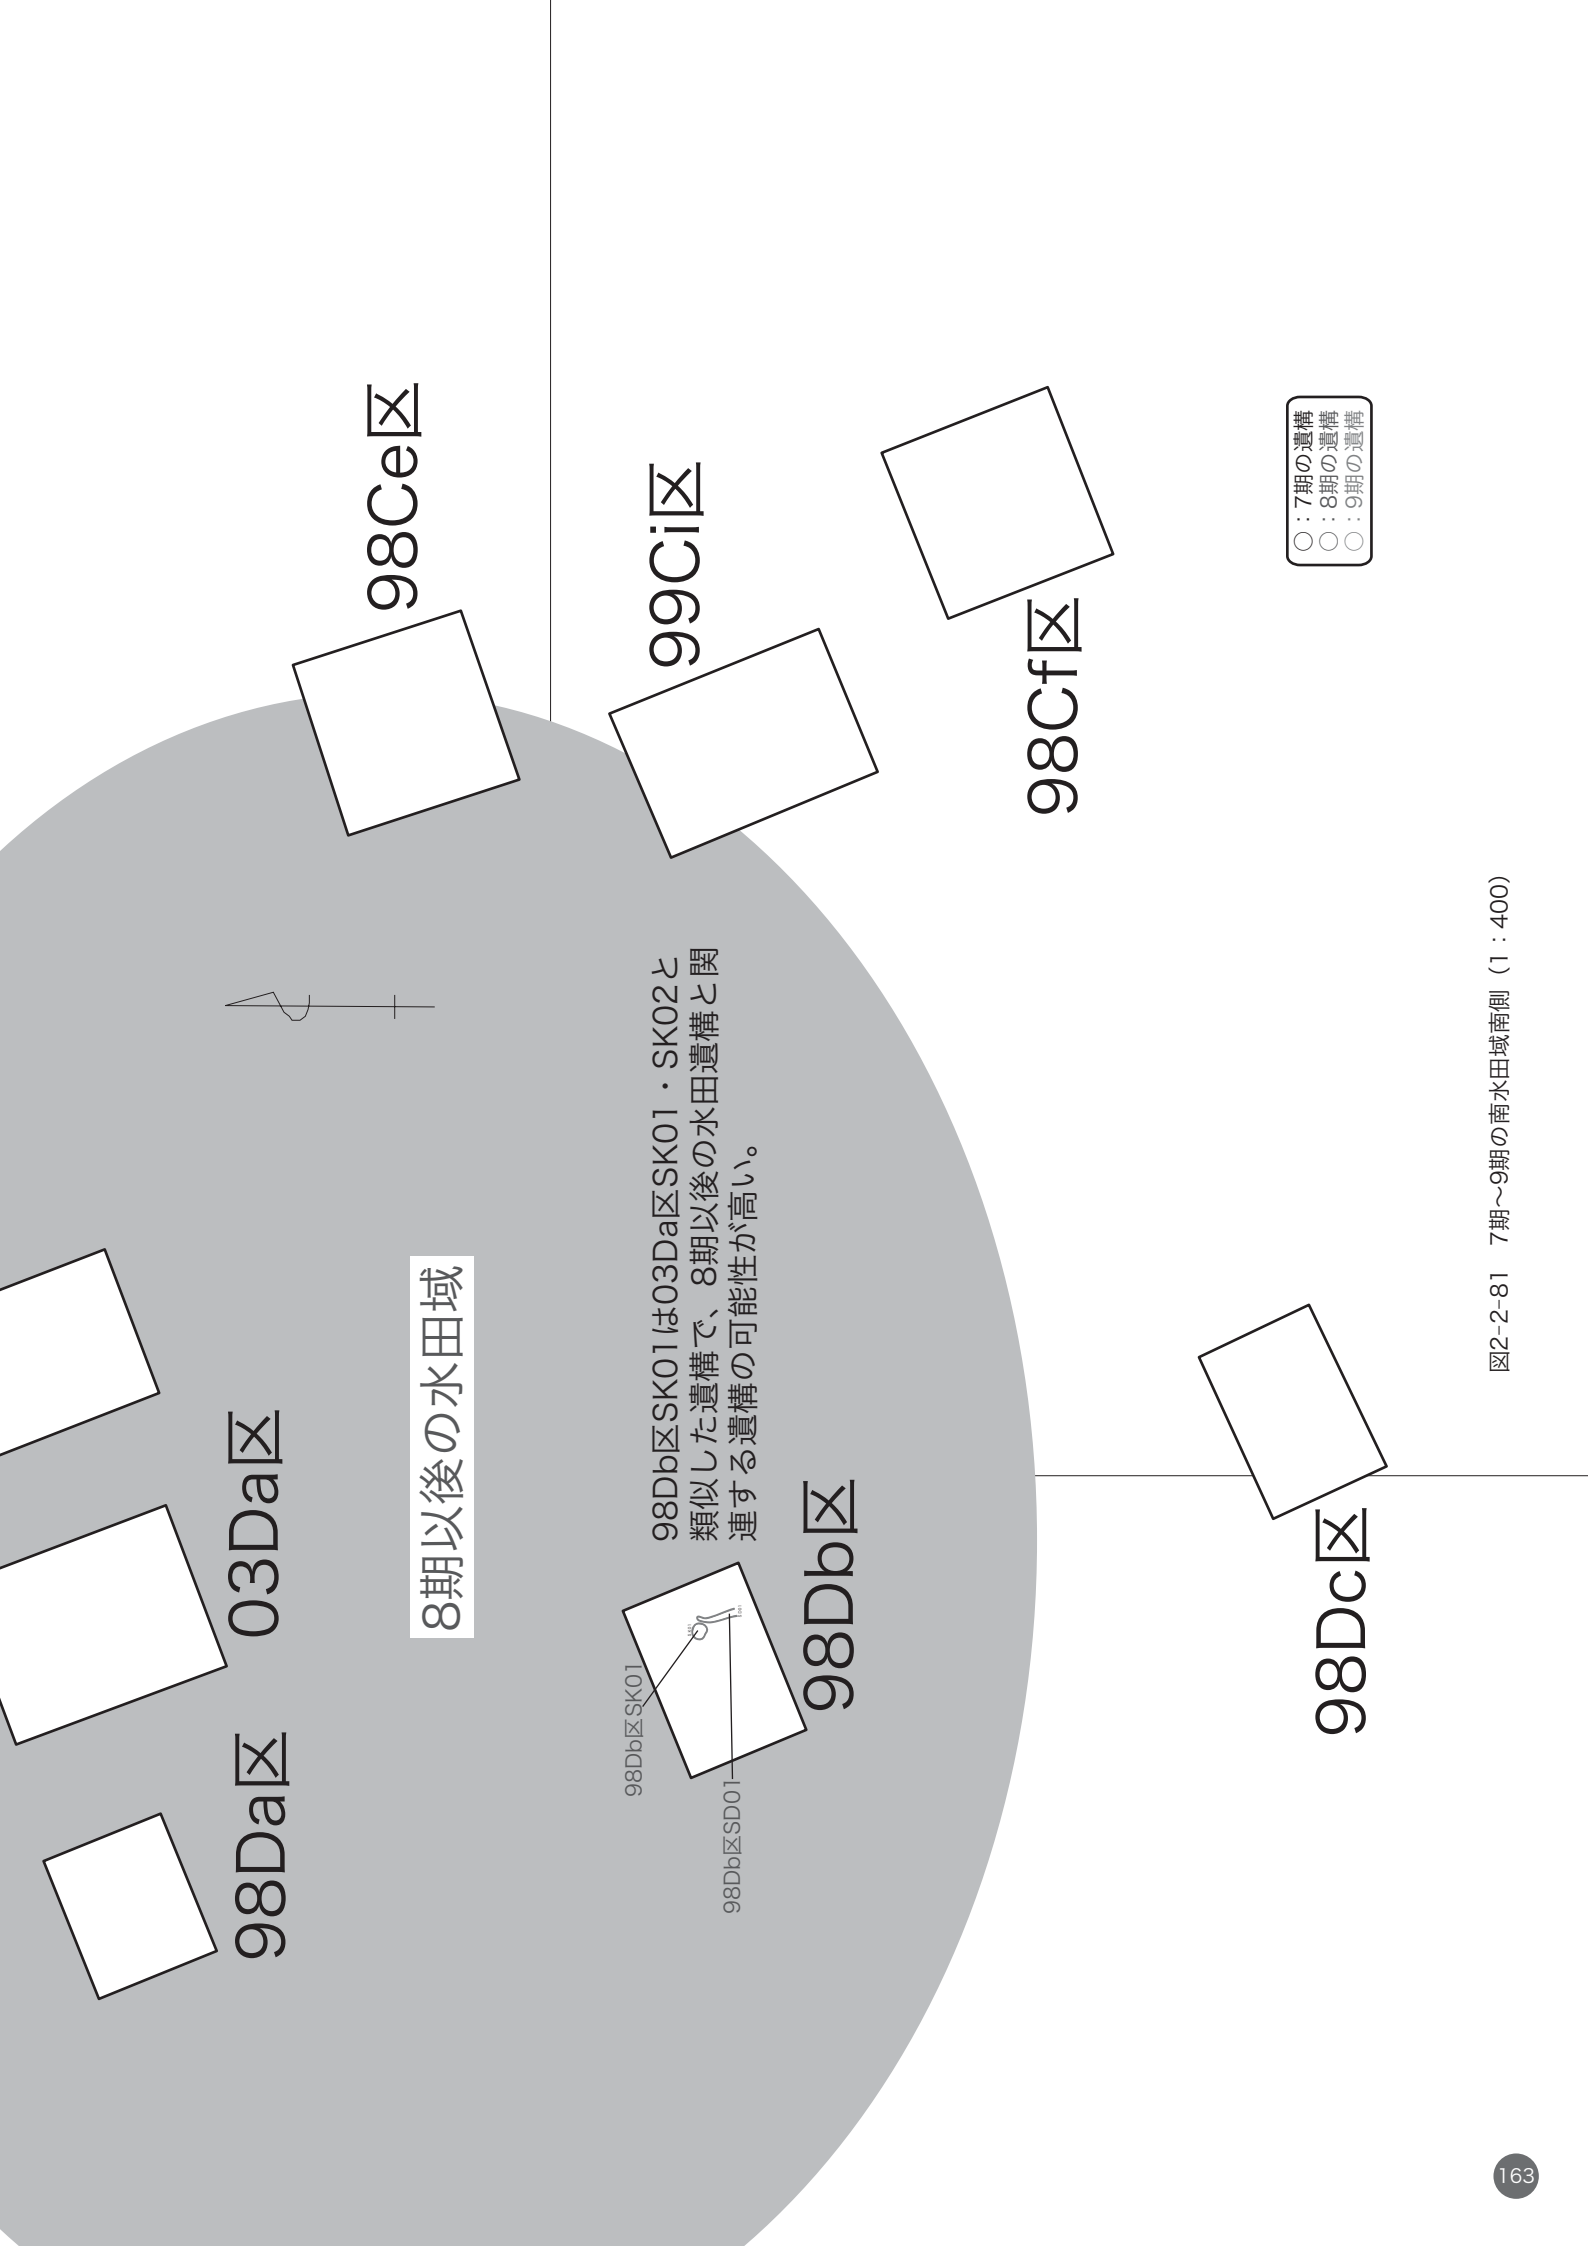 98Ce区
99Ci区
98Cf区
○：7期の遺構
○：8期の遺構
○：9期の遺構
03Da区
98Da区
8期以後の水田域
98Db区SK01は03Da区SK01・SK02と
類似した遺構で、8期以後の水田遺構と関
連する遺構の可能性が高い。
98Db区
98Db区SK01
98Db区SD01
98Dc区
図2-2-81　7期～9期の南水田域南側（1：400）
163